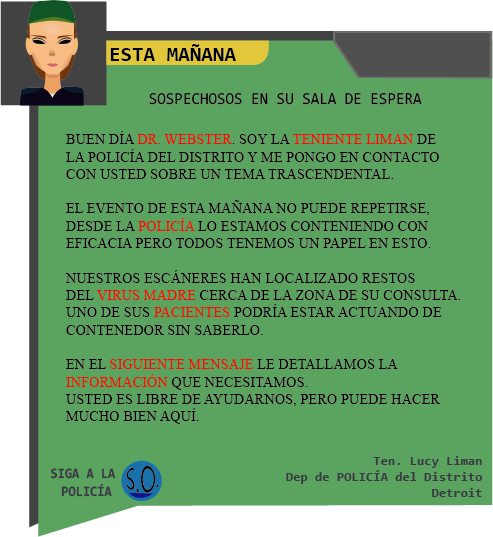 ESTA MAÑANA
SOSPECHOSOS EN SU SALA DE ESPERA
BUEN DÍA DR. WEBSTER. SOY LA TENIENTE LIMAN DE
LA POLICÍA DEL DISTRITO Y ME PONGO EN CONTACTO
CON USTED SOBRE UN TEMA TRASCENDENTAL.
EL EVENTO DE ESTA MAÑANA NO PUEDE REPETIRSE,
DESDE LA POLICÍA LO ESTAMOS CONTENIENDO CON
EFICACIA PERO TODOS TENEMOS UN PAPEL EN ESTO.
NUESTROS ESCÁNERES HAN LOCALIZADO RESTOS
DEL VIRUS MADRE CERCA DE LA ZONA DE SU CONSULTA.
UNO DE SUS PACIENTES PODRÍA ESTAR ACTUANDO DE
CONTENEDOR SIN SABERLO.
EN EL SIGUIENTE MENSAJE LE DETALLAMOS LA
INFORMACIÓN QUE NECESITAMOS.
USTED ES LIBRE DE AYUDARNOS, PERO PUEDE HACER
MUCHO BIEN AQUÍ.
SIGA A LA
POLICÍA
S.O.
Ten. Lucy Liman
Dep de POLICÍA del Distrito
Detroit